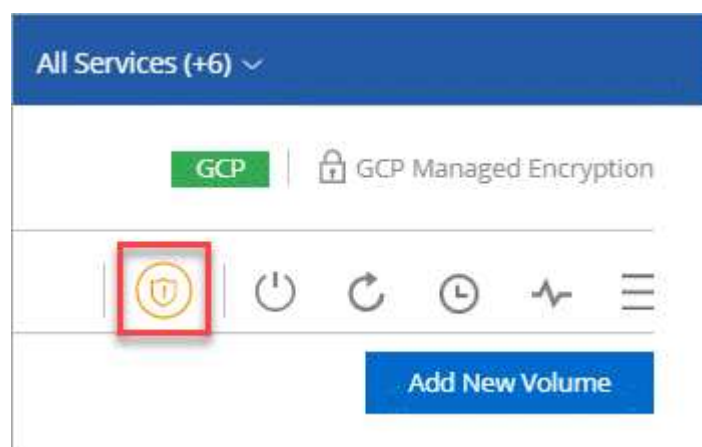 All Services (+6)
GCP
GCP Managed Encryption
Add New Volume